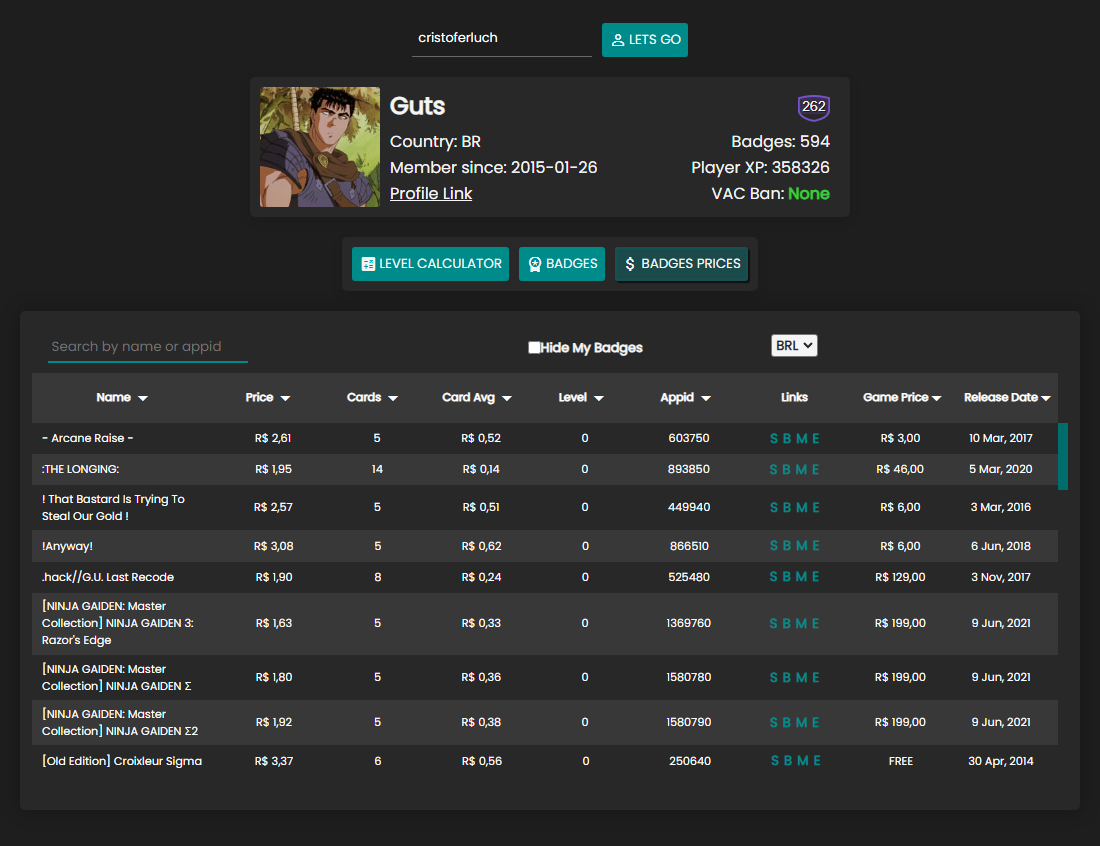 cristoferluch
LETS GO
Guts
262
Country: BR
Badges: 594
Member since: 2015-01-26
Player XP: 358326
Profile Link
VAC Ban: None
LEVEL CALCULATOR
BADGES
$ BADGES PRICES
Search by name or appid
Hide My Badges
BRL
Name Price Cards Card Avg Level Appid Links Game Price Release Date
- Arcane Raise - R$ 2,61 5 R$ 0,52 0 603750 S B M E R$ 3,00 10 Mar, 2017
:THE LONGING: R$ 1,95 14 R$ 0,14 0 893850 S B M E R$ 46,00 5 Mar, 2020
! That Bastard Is Trying To
Steal Our Gold ! R$ 2,57 5 R$ 0,51 0 449940 S B M E R$ 6,00 3 Mar, 2016
!Anyway! R$ 3,08 5 R$ 0,62 0 866510 S B M E R$ 6,00 6 Jun, 2018
.hack//G.U. Last Recode R$ 1,90 8 R$ 0,24 0 525480 S B M E R$ 129,00 3 Nov, 2017
[NINJA GAIDEN: Master
Collection] NINJA GAIDEN 3: R$ 1,63 5 R$ 0,33 0 1369760 S B M E R$ 199,00 9 Jun, 2021
Razor's Edge
[NINJA GAIDEN: Master
Collection] NINJA GAIDEN Σ R$ 1,80 5 R$ 0,36 0 1580780 S B M E R$ 199,00 9 Jun, 2021
[NINJA GAIDEN: Master
Collection] NINJA GAIDEN Σ2 R$ 1,92 5 R$ 0,38 0 1580790 S B M E R$ 199,00 9 Jun, 2021
[Old Edition] Croixleur Sigma R$ 3,37 6 R$ 0,56 0 250640 S B M E FREE 30 Apr, 2014